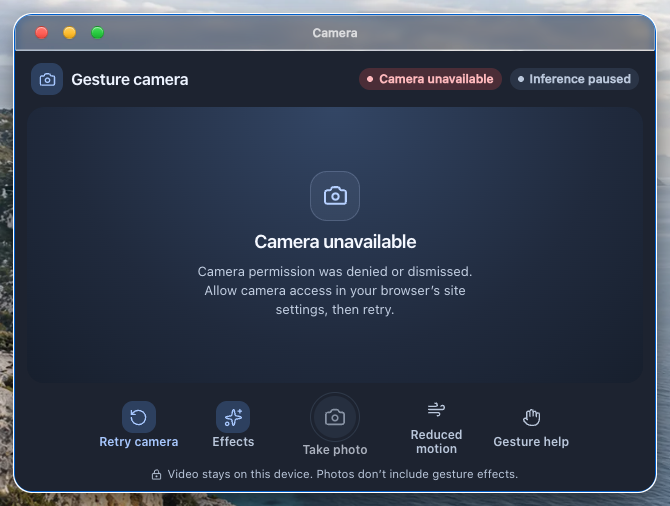 Camera
Gesture camera
Camera unavailable
Inference paused
Camera unavailable
Camera permission was denied or dismissed.
Allow camera access in your browser’s site
settings, then retry.
Retry camera
Effects
Take photo
Reduced
motion
Gesture help
Video stays on this device. Photos don’t include gesture effects.